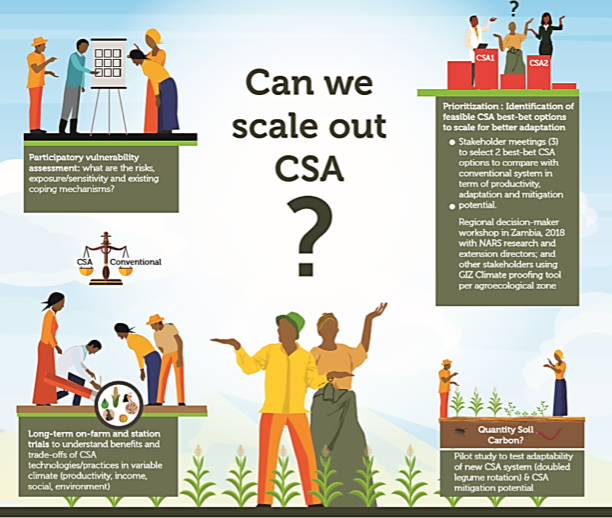 Can we
scale out
CSA
?
Participatory vulnerability
assessment: what are the risks,
exposure/sensitivity and existing
coping mechanisms?
?
CSA1
CSA2
Prioritization : Identification of
feasible CSA best-bet options
to scale for better adaptation
● Stakeholder meetings (3)
to select 2 best-bet CSA
options to compare with
conventional system in
term of productivity,
adaptation and mitigation
● potential.
Regional decision-maker
workshop in Zambia, 2018
with NARS research and
extension directors; and
other stakeholders using
GIZ Climate proofing tool
per agroecological zone
CSA Conventional
Long-term on-farm and station
trials to understand benefits and
trade-offs of CSA
technologies/practices in variable
climate (productivity, income,
social, environment)
Quantity Soil
Carbon?
Pilot study to test adaptability
of new CSA system (doubled
legume rotation) & CSA
mitigation potential